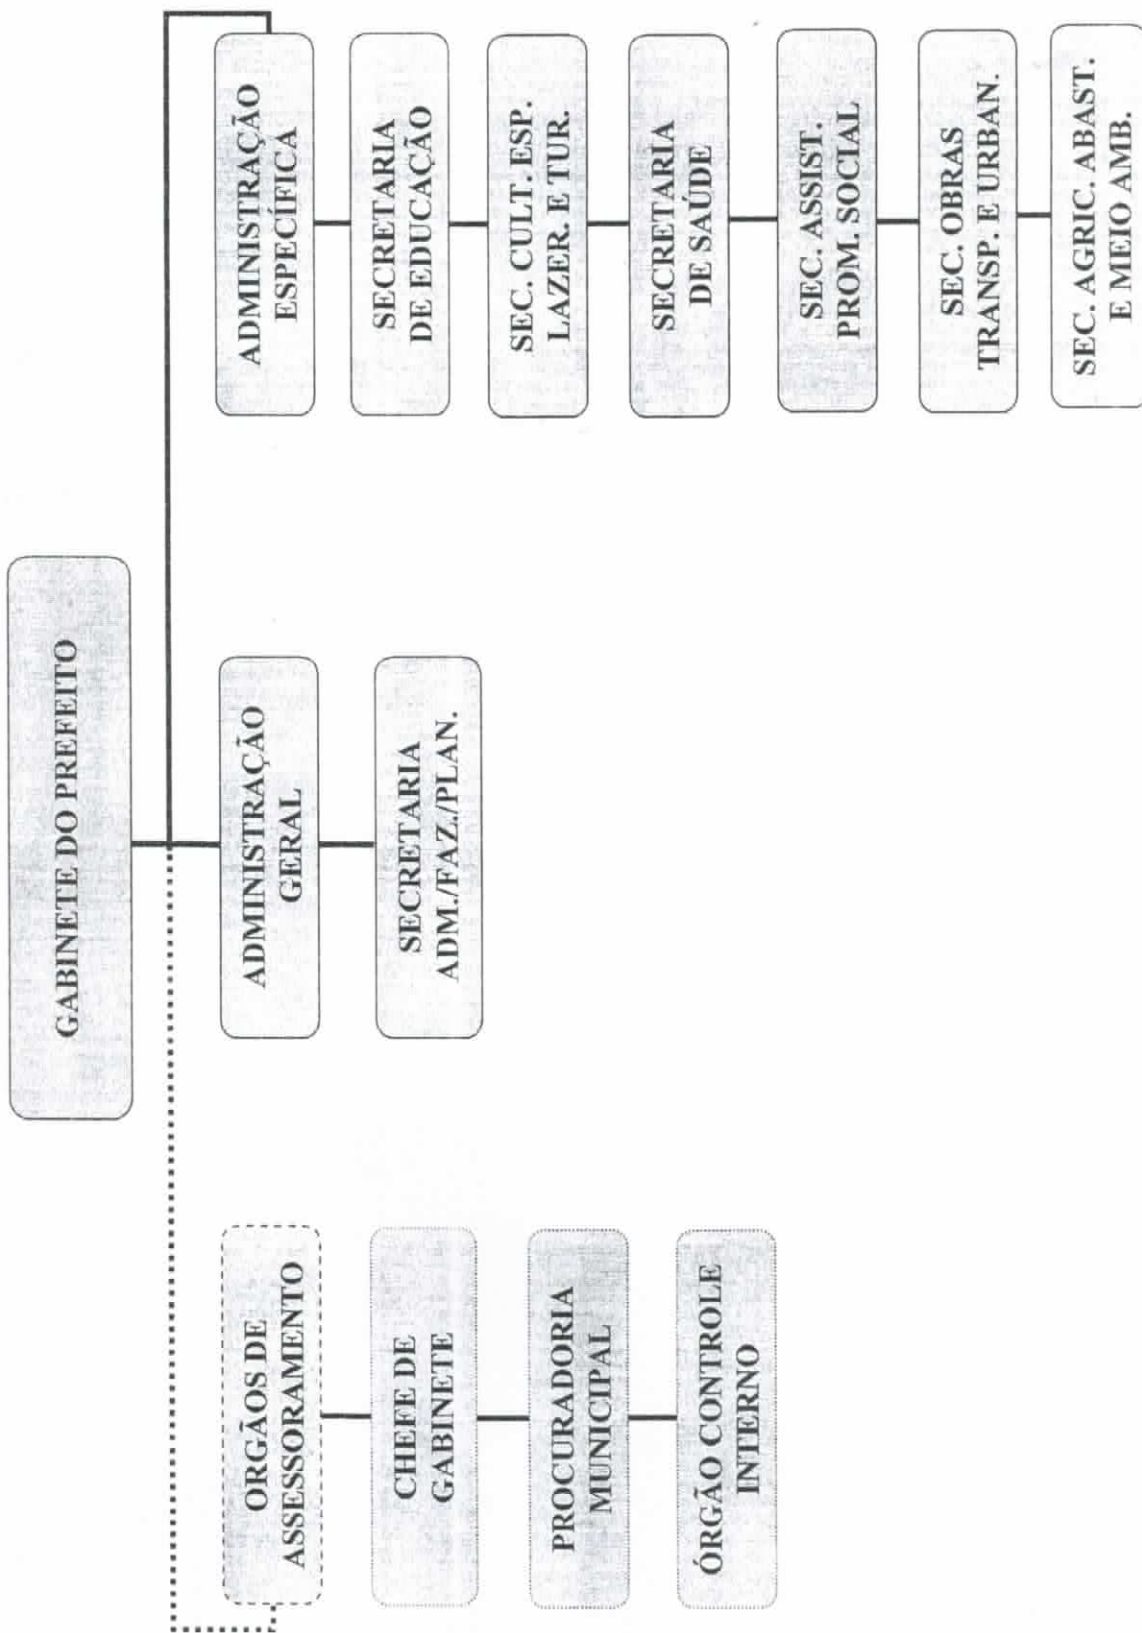 GABINETE DO PREFEITO
ORGÃOS DE
ASSESSORAMENTO
CHEFE DE
GABINETE
PROCURADORIA
MUNICIPAL
ÓRGÃO CONTROLE
INTERNO
ADMINISTRAÇÃO
GERAL
SECRETARIA
ADM./FAZ./PLAN.
ADMINISTRAÇÃO
ESPECÍFICA
SECRETARIA
DE EDUCAÇÃO
SEC. CULT. ESP.
LAZER. E TUR.
SECRETARIA
DE SAÚDE
SEC. ASSIST.
PROM. SOCIAL
SEC. OBRAS
TRANSP. E URBAN.
SEC. AGRIC. ABAST.
E MEIO AMB.